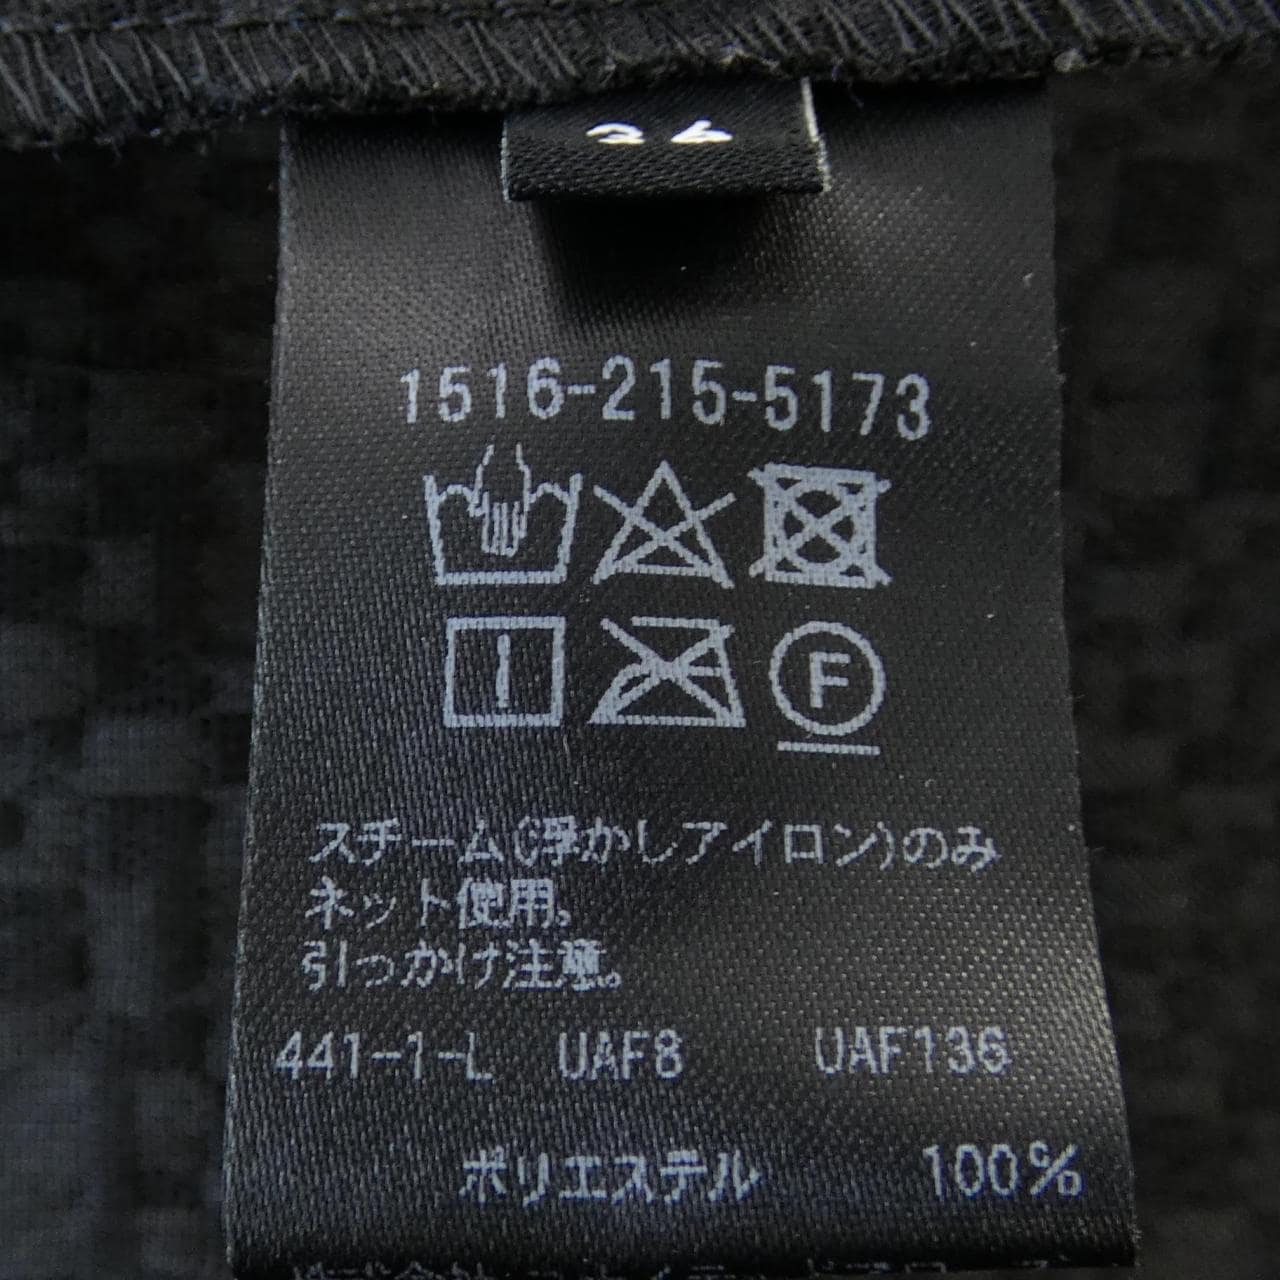 1516-215-5173
F
スチーム(浮かしアイロン)のみ
ネット使用。
引っかけ注意。
441-1-L UAF8 UAF136
ポリエステル 100%